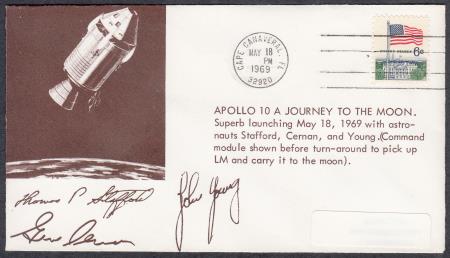 CAPE CANAVERAL, FL
MAY 18
PM
1969
32920
6c
APOLLO 10 A JOURNEY TO THE MOON.
Superb launching May 18, 1969 with astro-
nauts Stafford, Cernan, and Young.(Command
module shown before turn-around to pick up
LM and carry it to the moon).
Thomas P Stafford
John Young
Gene Cernan